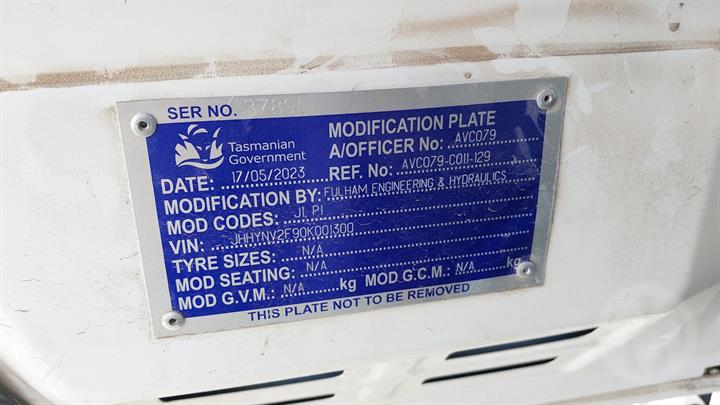 SER NO. 37895
Tasmanian
Government
MODIFICATION PLATE
A/OFFICER No: AVC079
DATE: 17/05/2023 REF. No: AVC079-C011-129
MODIFICATION BY: FULHAM ENGINEERING & HYDRAULICS
MOD CODES: J1, P1
VIN: JHHYNV2F90K001300
TYRE SIZES: N/A
MOD SEATING: N/A
MOD G.V.M: N/A kg MOD G.C.M: N/A kg
THIS PLATE NOT TO BE REMOVED